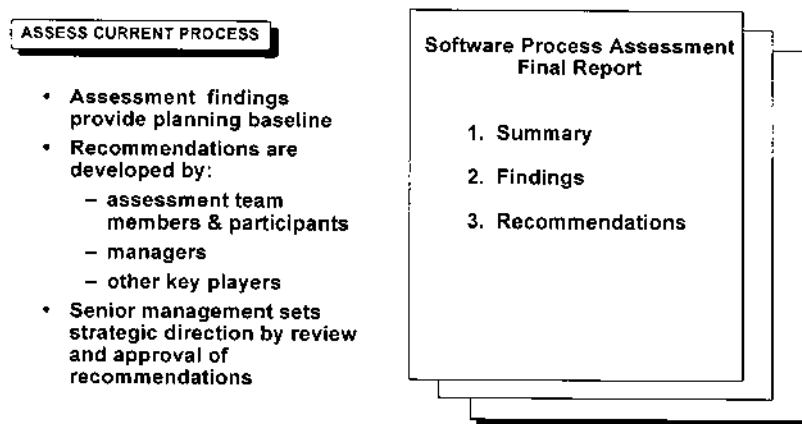 ASSESS CURRENT PROCESS
• Assessment findings
provide planning baseline
• Recommendations are
developed by:
– assessment team
members & participants
– managers
– other key players
• Senior management sets
strategic direction by review
and approval of
recommendations
Software Process Assessment
Final Report
1. Summary
2. Findings
3. Recommendations